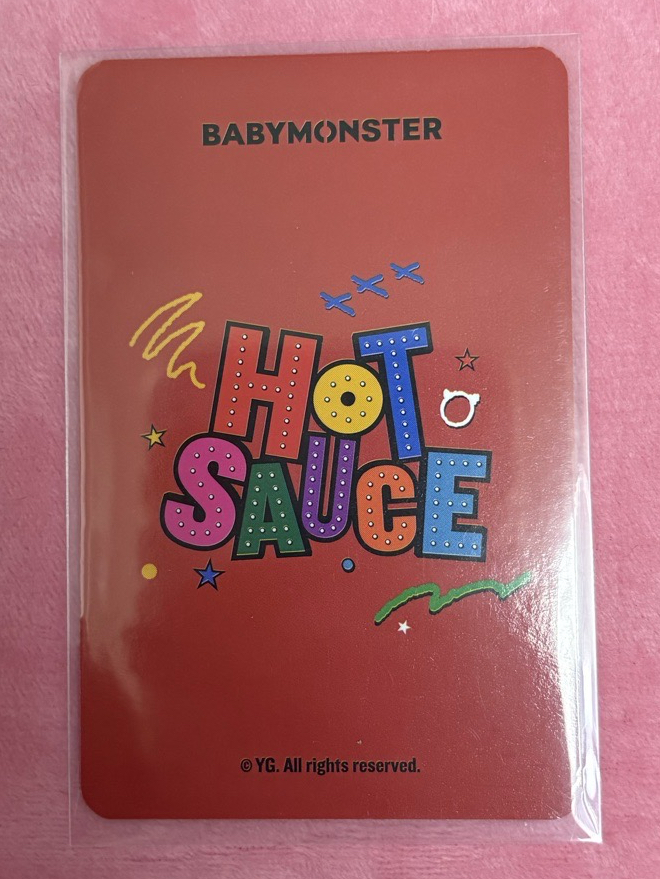 BABYMONSTER
HOT
SAUCE
© YG. All rights reserved.